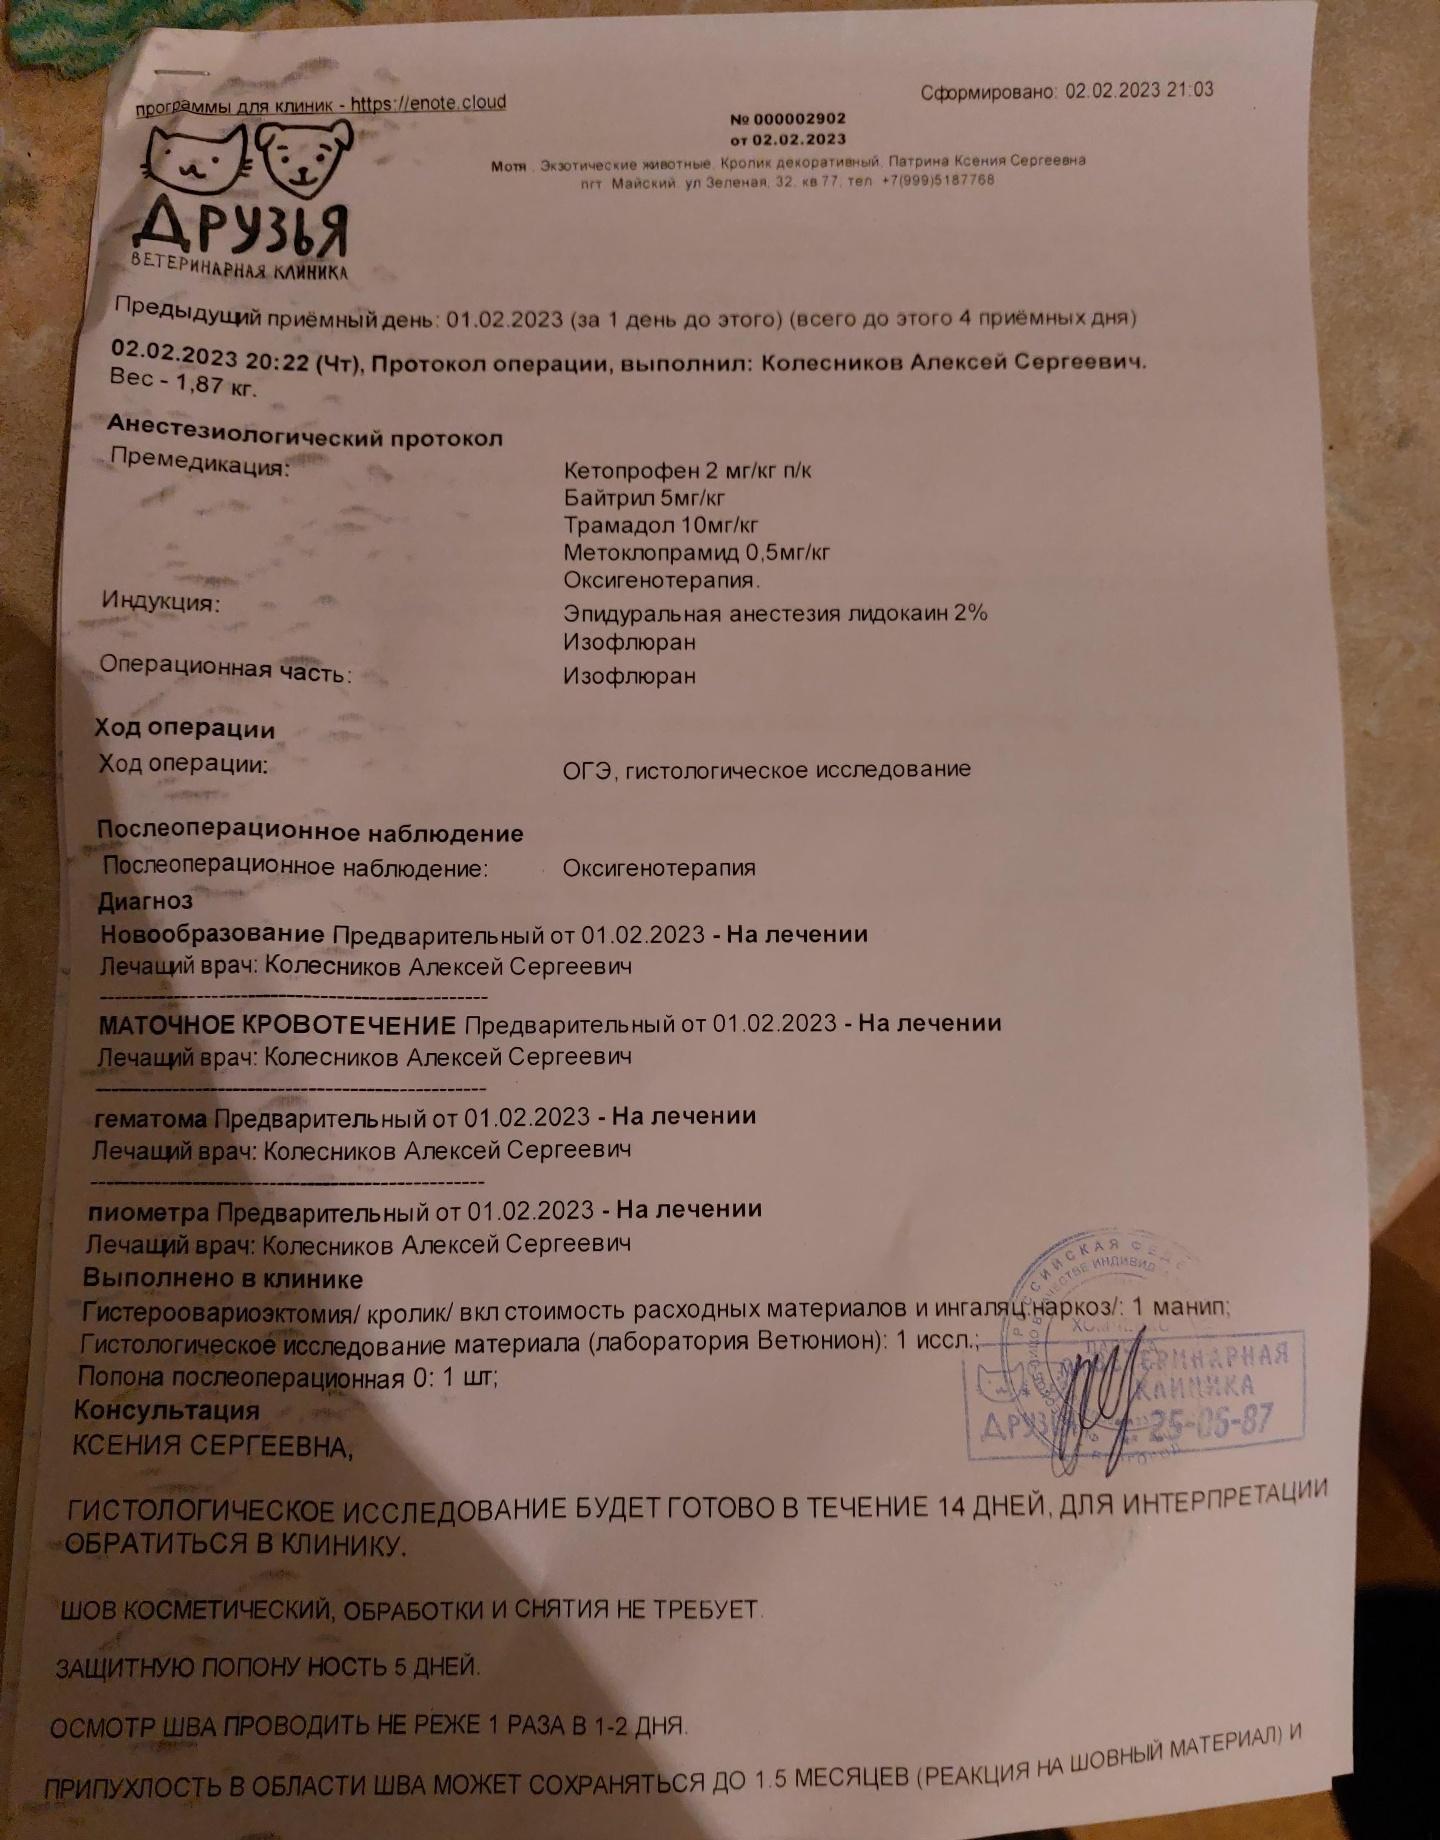 программы для клиник - https://enote.cloud
Сформировано: 02.02.2023 21:03
№ 000002902
от 02.02.2023
Мотя . Экзотические животные, Кролик декоративный, Патрина Ксения Сергеевна
пгт Майский, ул Зеленая, 32, кв 77, тел. +7(999)5187768
ДРУЗЬЯ
ВЕТЕРИНАРНАЯ КЛИНИКА
Предыдущий приёмный день: 01.02.2023 (за 1 день до этого) (всего до этого 4 приёмных дня)
02.02.2023 20:22 (Чт), Протокол операции, выполнил: Колесников Алексей Сергеевич.
Вес - 1,87 кг.
Анестезиологический протокол
Премедикация: Кетопрофен 2 мг/кг п/к
Байтрил 5мг/кг
Трамадол 10мг/кг
Метоклопрамид 0,5мг/кг
Оксигенотерапия.
Индукция: Эпидуральная анестезия лидокаин 2%
Изофлюран
Операционная часть: Изофлюран
Ход операции
Ход операции: ОГЭ, гистологическое исследование
Послеоперационное наблюдение
Послеоперационное наблюдение: Оксигенотерапия
Диагноз
Новообразование Предварительный от 01.02.2023 - На лечении
Лечащий врач: Колесников Алексей Сергеевич
МАТОЧНОЕ КРОВОТЕЧЕНИЕ Предварительный от 01.02.2023 - На лечении
Лечащий врач: Колесников Алексей Сергеевич
гематома Предварительный от 01.02.2023 - На лечении
Лечащий врач: Колесников Алексей Сергеевич
пиометра Предварительный от 01.02.2023 - На лечении
Лечащий врач: Колесников Алексей Сергеевич
Выполнено в клинике
Гистероовариоэктомия/ кролик/ вкл стоимость расходных материалов и ингаляц.наркоз/: 1 манип;
Гистологическое исследование материала (лаборатория Ветюнион): 1 иссл.;
Попона послеоперационная 0: 1 шт;
РОССИЙСКАЯ
ВЕТЕРИНАРНАЯ
КЛИНИКА
ДРУЗЬЯ 25-05-87
Консультация
КСЕНИЯ СЕРГЕЕВНА,
ГИСТОЛОГИЧЕСКОЕ ИССЛЕДОВАНИЕ БУДЕТ ГОТОВО В ТЕЧЕНИЕ 14 ДНЕЙ, ДЛЯ ИНТЕРПРЕТАЦИИ
ОБРАТИТЬСЯ В КЛИНИКУ.
ШОВ КОСМЕТИЧЕСКИЙ, ОБРАБОТКИ И СНЯТИЯ НЕ ТРЕБУЕТ.
ЗАЩИТНУЮ ПОПОНУ НОСТЬ 5 ДНЕЙ.
ОСМОТР ШВА ПРОВОДИТЬ НЕ РЕЖЕ 1 РАЗА В 1-2 ДНЯ.
ПРИПУХЛОСТЬ В ОБЛАСТИ ШВА МОЖЕТ СОХРАНЯТЬСЯ ДО 1.5 МЕСЯЦЕВ (РЕАКЦИЯ НА ШОВНЫЙ МАТЕРИАЛ) И